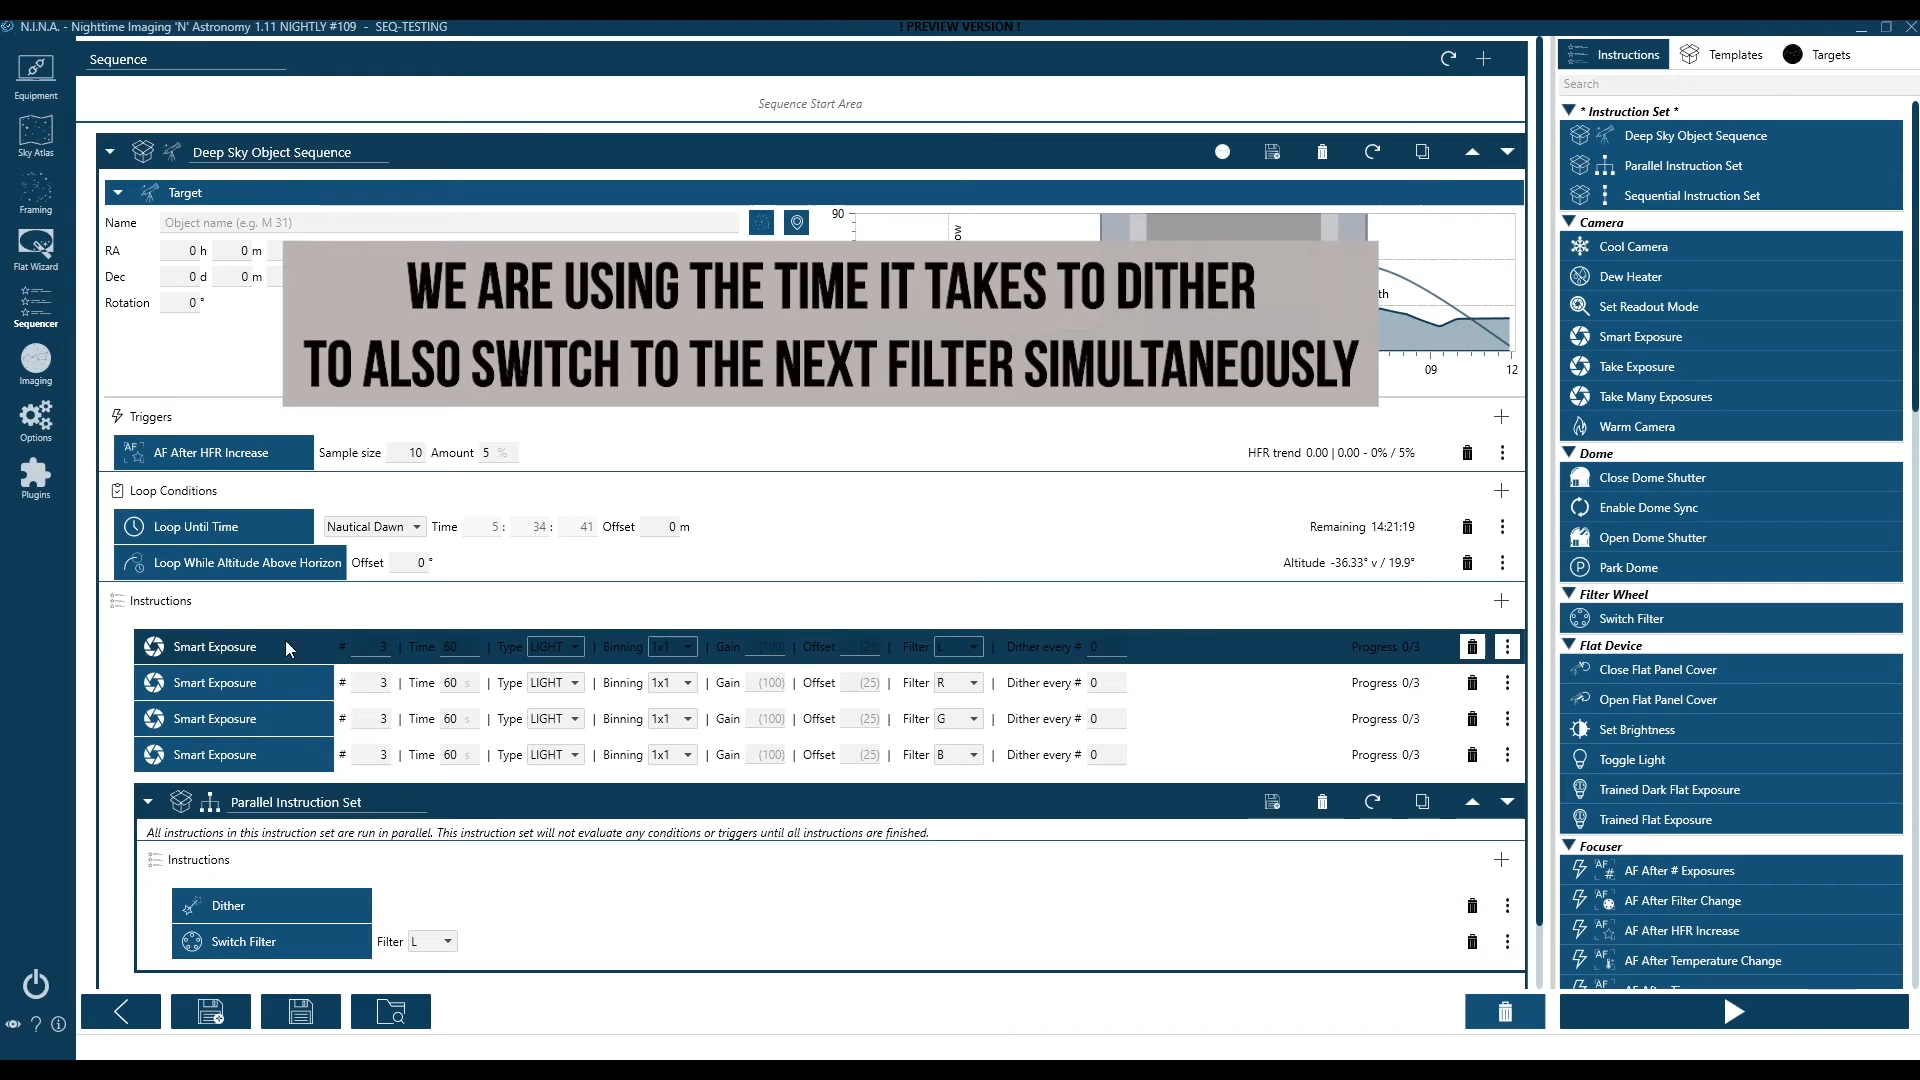 N.I.N.A. - Nighttime Imaging 'N' Astronomy 1.11 NIGHTLY #109 - SEQ-TESTING
! PREVIEW VERSION !
Equipment
Sky Atlas
Framing
Flat Wizard
Sequencer
Imaging
Options
Plugins
Sequence
Sequence Start Area
Deep Sky Object Sequence
Target
Name Object name (e.g. M 31)
RA 0 h 0 m
Dec 0 d 0 m
Rotation 0 °
90
09 12
WE ARE USING THE TIME IT TAKES TO DITHER
TO ALSO SWITCH TO THE NEXT FILTER SIMULTANEOUSLY
Triggers
AF After HFR Increase Sample size 10 Amount 5 % HFR trend 0.00 | 0.00 - 0% / 5%
Loop Conditions
Loop Until Time Nautical Dawn Time 5 : 34 : 41 Offset 0 m Remaining 14:21:19
Loop While Altitude Above Horizon Offset 0 ° Altitude -36.33° v / 19.9°
Instructions
Smart Exposure # 3 | Time 60 | Type LIGHT | Binning 1x1 | Gain (100) | Offset (25) | Filter L | Dither every # 0 Progress 0/3
Smart Exposure # 3 | Time 60 s | Type LIGHT | Binning 1x1 | Gain (100) | Offset (25) | Filter R | Dither every # 0 Progress 0/3
Smart Exposure # 3 | Time 60 s | Type LIGHT | Binning 1x1 | Gain (100) | Offset (25) | Filter G | Dither every # 0 Progress 0/3
Smart Exposure # 3 | Time 60 s | Type LIGHT | Binning 1x1 | Gain (100) | Offset (25) | Filter B | Dither every # 0 Progress 0/3
Parallel Instruction Set
All instructions in this instruction set are run in parallel. This instruction set will not evaluate any conditions or triggers until all instructions are finished.
Instructions
Dither
Switch Filter Filter L
Instructions Templates Targets
Search
* Instruction Set *
Deep Sky Object Sequence
Parallel Instruction Set
Sequential Instruction Set
Camera
Cool Camera
Dew Heater
Set Readout Mode
Smart Exposure
Take Exposure
Take Many Exposures
Warm Camera
Dome
Close Dome Shutter
Enable Dome Sync
Open Dome Shutter
Park Dome
Filter Wheel
Switch Filter
Flat Device
Close Flat Panel Cover
Open Flat Panel Cover
Set Brightness
Toggle Light
Trained Dark Flat Exposure
Trained Flat Exposure
Focuser
AF After # Exposures
AF After Filter Change
AF After HFR Increase
AF After Temperature Change